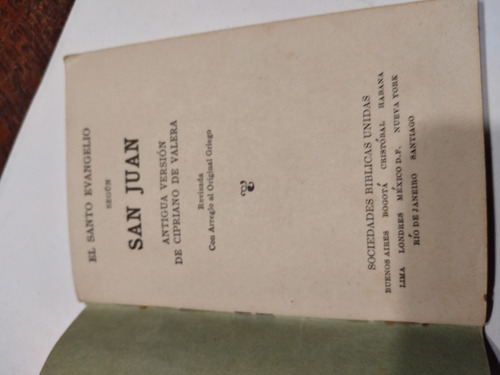 EL SANTO EVANGELIO
SEGÚN
SAN JUAN
ANTIGUA VERSIÓN
DE CIPRIANO DE VALERA
Revisada
Con Arreglo al Original Griego
SOCIEDADES BIBLICAS UNIDAS
BUENOS AIRES BOGOTÁ CRISTÓBAL HABANA
LIMA LONDRES MÉXICO D.F. NUEVA YORK
RÍO DE JANEIRO SANTIAGO